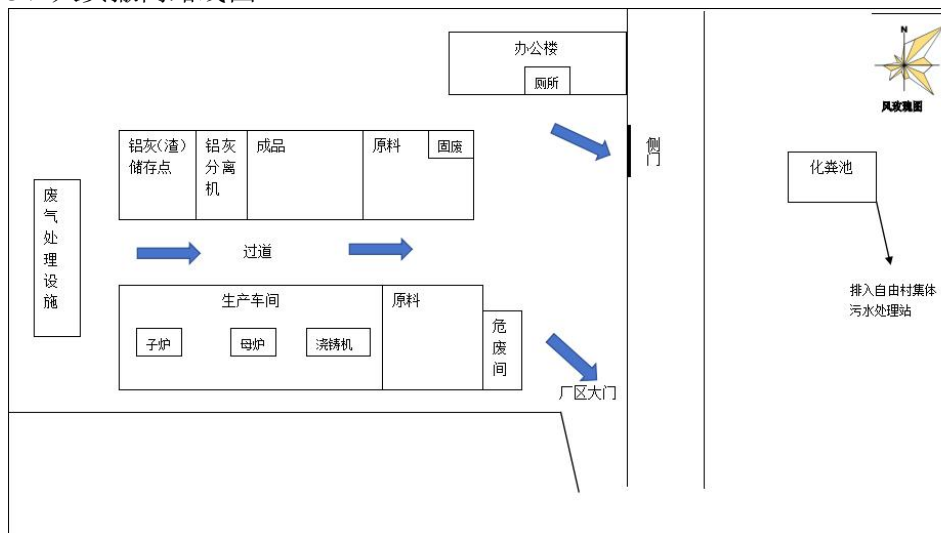 办公楼
厕所
N
风玫瑰图
铝灰(渣)
储存点
铝灰
分离
机
成品
原料
固废
侧门
化粪池
废气处理设施
过道
排入自由村集体
污水处理站
生产车间
原料
子炉
母炉
浇铸机
危废间
厂区大门